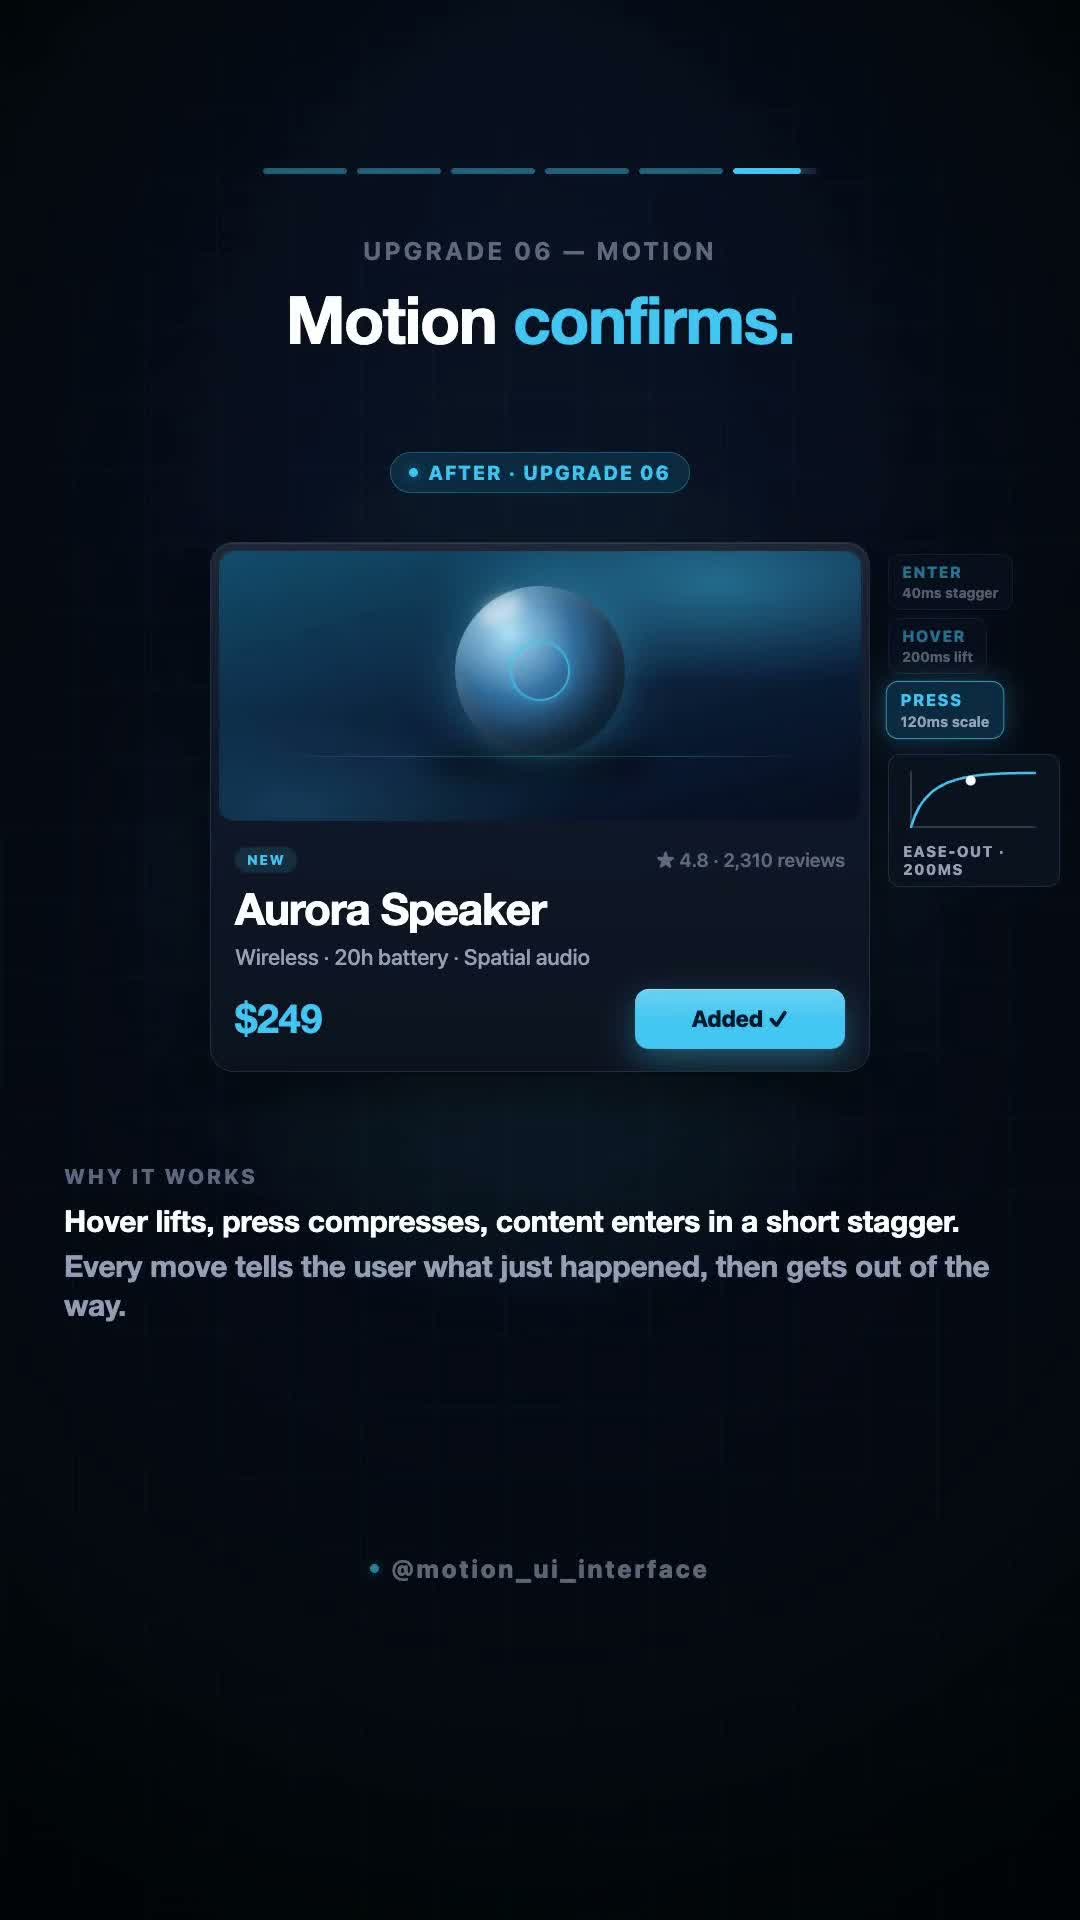 UPGRADE 06 — MOTION
Motion confirms.
AFTER · UPGRADE 06
ENTER
40ms stagger
HOVER
200ms lift
PRESS
120ms scale
EASE-OUT ·
200MS
NEW
★ 4.8 · 2,310 reviews
Aurora Speaker
Wireless · 20h battery · Spatial audio
$249
Added ✓
WHY IT WORKS
Hover lifts, press compresses, content enters in a short stagger.
Every move tells the user what just happened, then gets out of the
way.
@motion_ui_interface